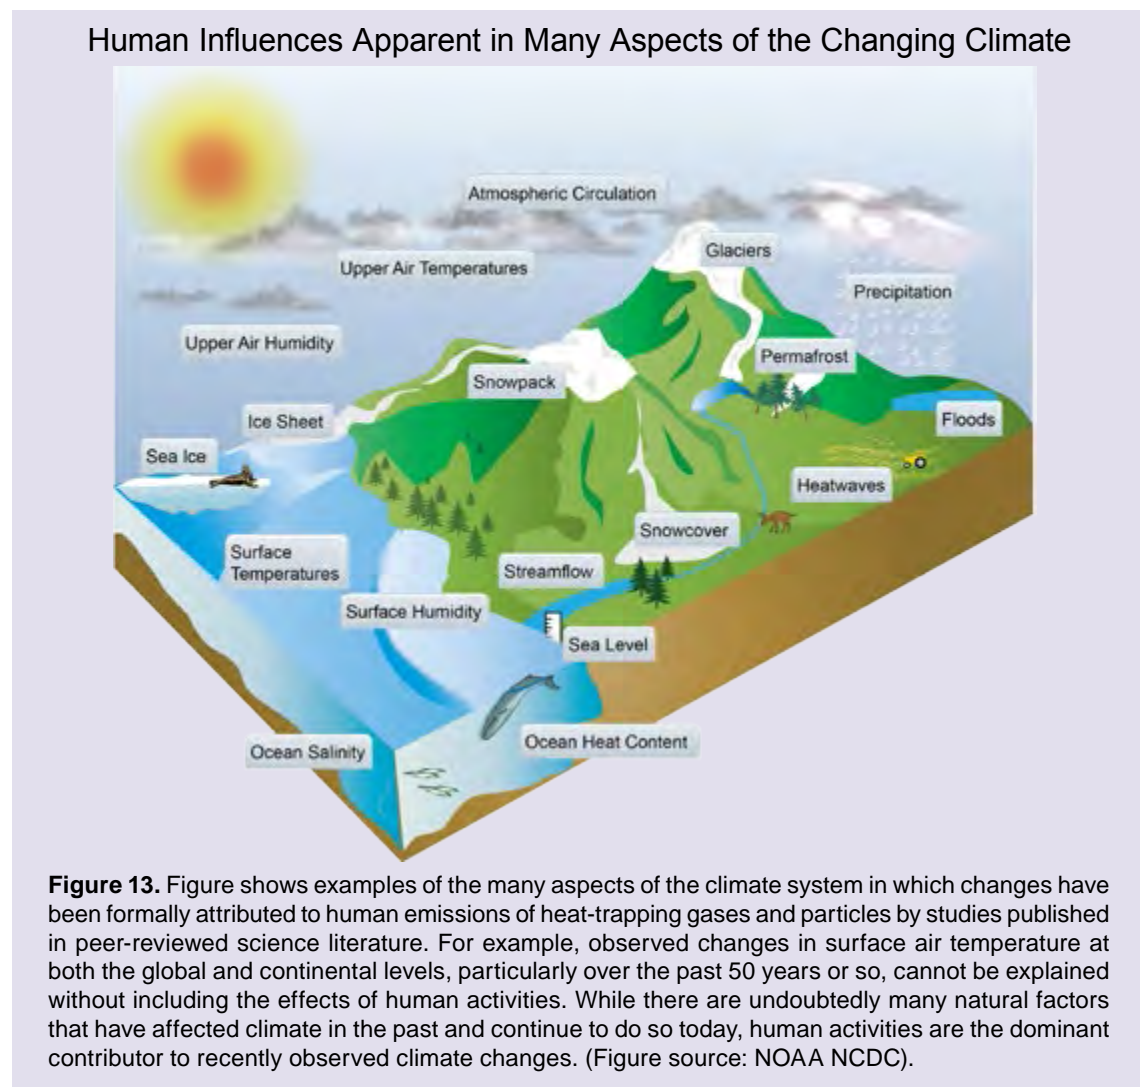 Human Influences Apparent in Many Aspects of the Changing Climate
Atmospheric Circulation
Glaciers
Upper Air Temperatures
Precipitation
Upper Air Humidity
Permafrost
Snowpack
Ice Sheet
Floods
Sea Ice
Heatwaves
Snowcover
Surface
Temperatures
Streamflow
Surface Humidity
Sea Level
Ocean Salinity
Ocean Heat Content
Figure 13. Figure shows examples of the many aspects of the climate system in which changes have
been formally attributed to human emissions of heat-trapping gases and particles by studies published
in peer-reviewed science literature. For example, observed changes in surface air temperature at
both the global and continental levels, particularly over the past 50 years or so, cannot be explained
without including the effects of human activities. While there are undoubtedly many natural factors
that have affected climate in the past and continue to do so today, human activities are the dominant
contributor to recently observed climate changes. (Figure source: NOAA NCDC).